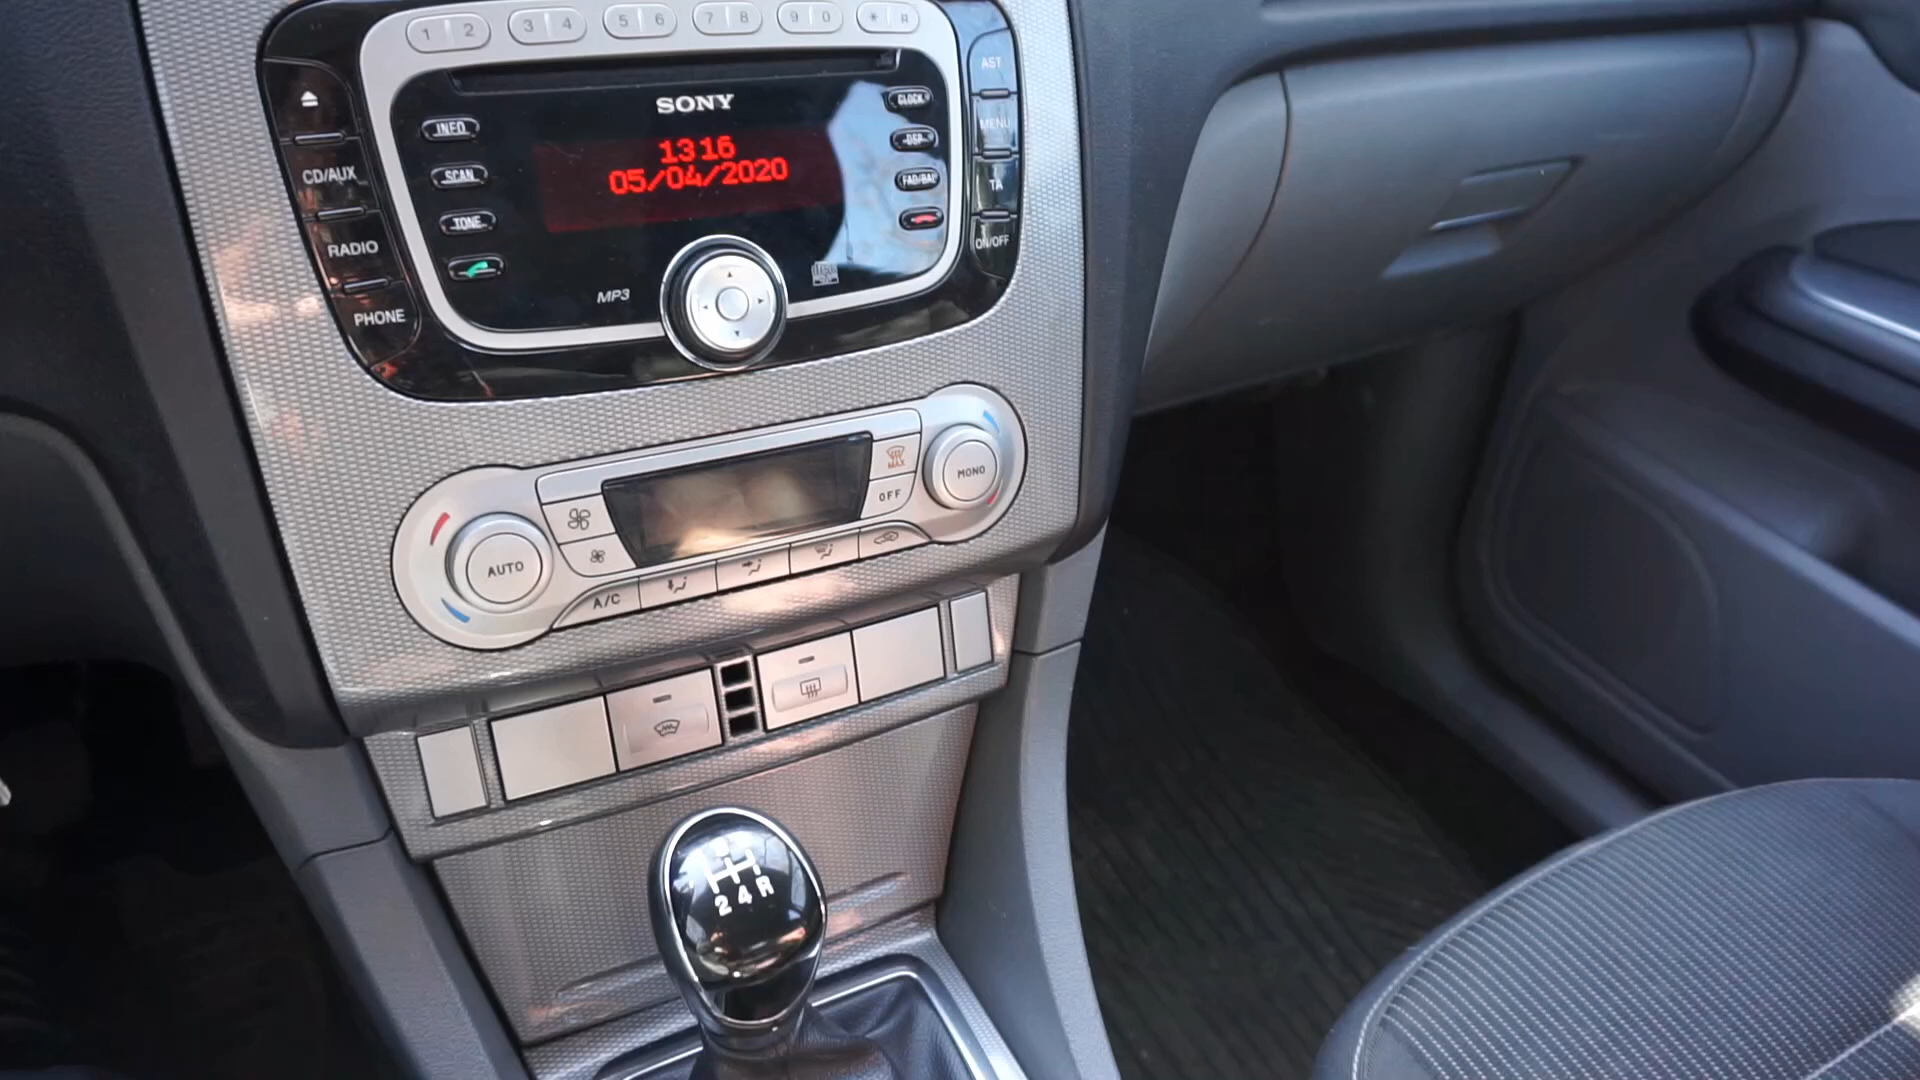 1 2 3 4 5 6 7 8 9 0 * R
SONY
AST
CLOCK
INFO
MENU
DSP
13 16
CD/AUX
SCAN
05/04/2020
FAD/BAL
TA
TONE
RADIO
ON/OFF
MP3
PHONE
MAX
MONO
OFF
AUTO
A/C
2 4 R